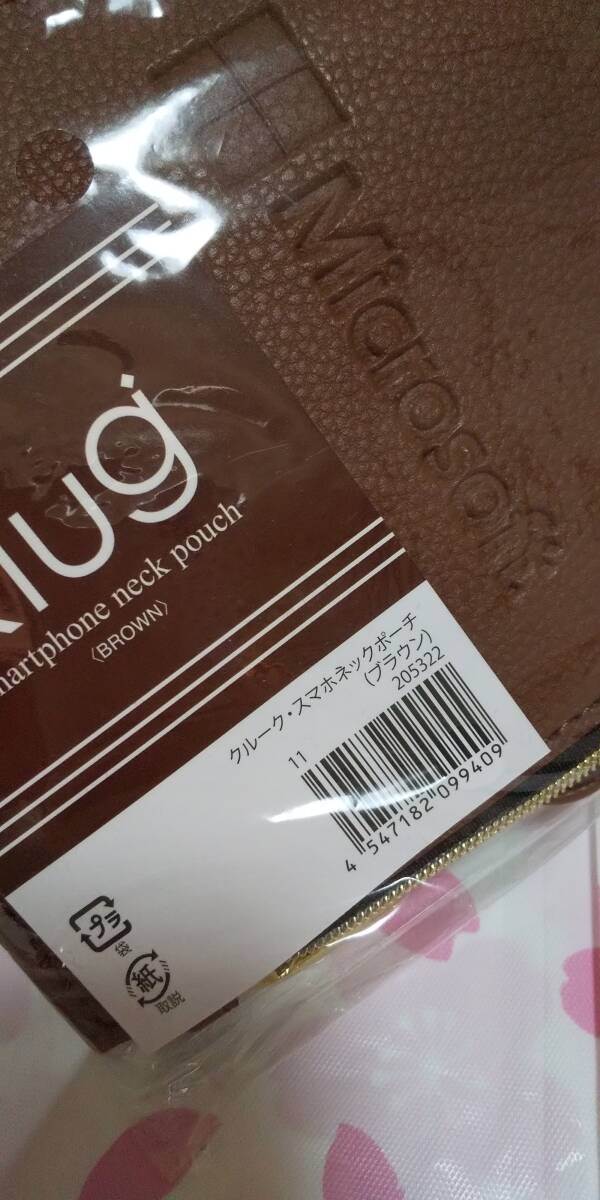 Microsoft
Klug
smartphone neck pouch
〈BROWN〉
クルーク・スマホネックポーチ
(ブラウン)
11
205322
4 547182 099409
プラ
袋
紙
取説